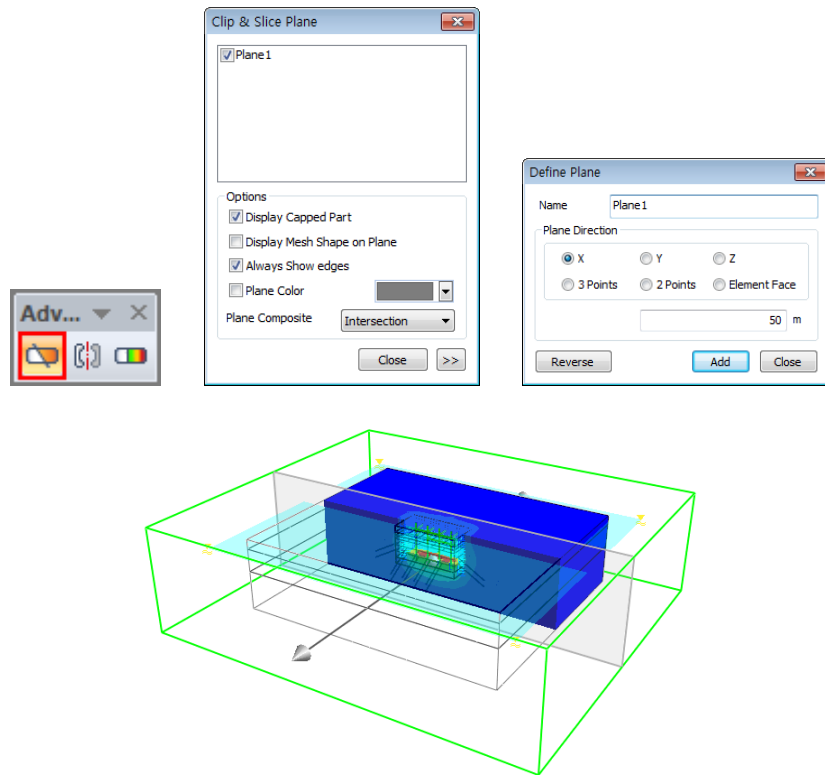 Clip & Slice Plane
Plane1
Options
Display Capped Part
Display Mesh Shape on Plane
Always Show edges
Plane Color
Plane Composite Intersection
Close >>
Define Plane
Name Plane1
Plane Direction
X Y Z
3 Points 2 Points Element Face
50 m
Reverse Add Close
Adv...